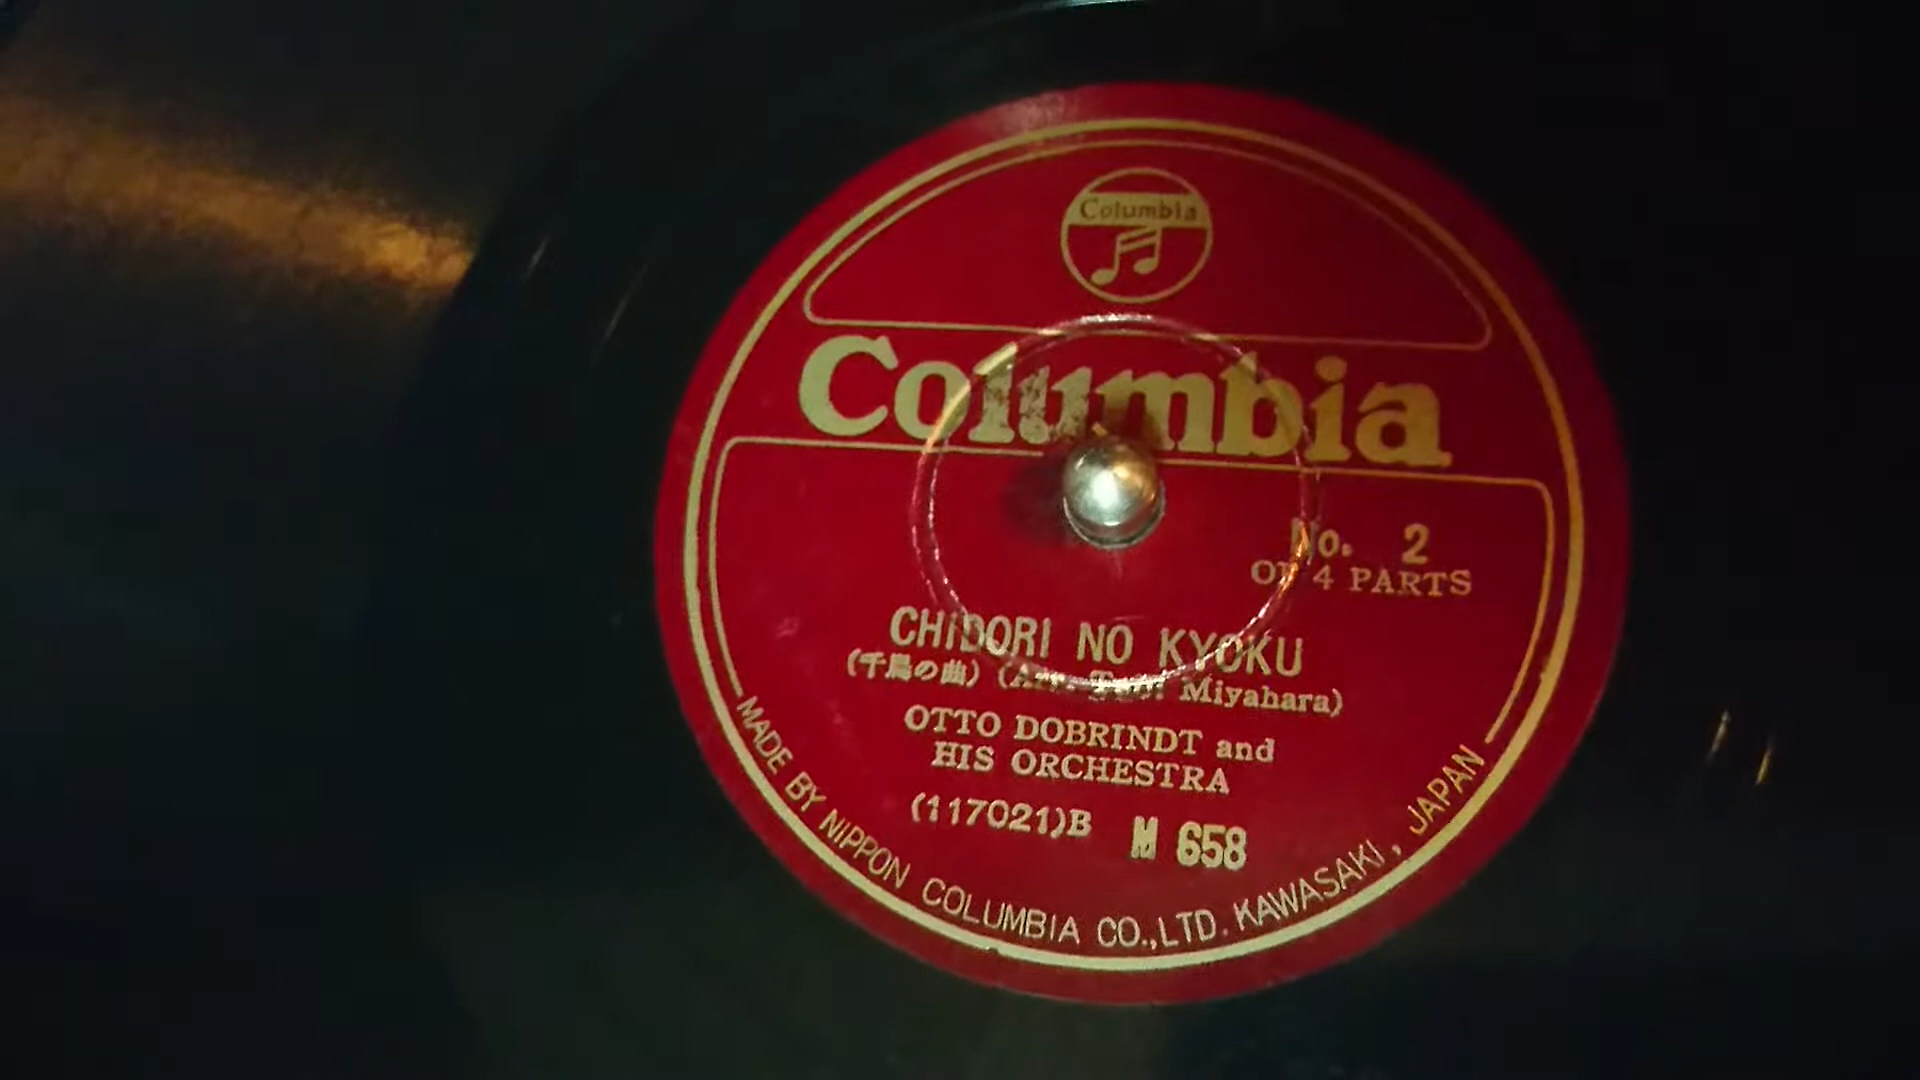 Columbia
Columbia
No. 2
OF 4 PARTS
CHIDORI NO KYOKU
(千鳥の曲) (Arr. Miyahara)
OTTO DOBRINDT and
HIS ORCHESTRA
(117021)B M 658
MADE BY NIPPON COLUMBIA CO.,LTD. KAWASAKI, JAPAN